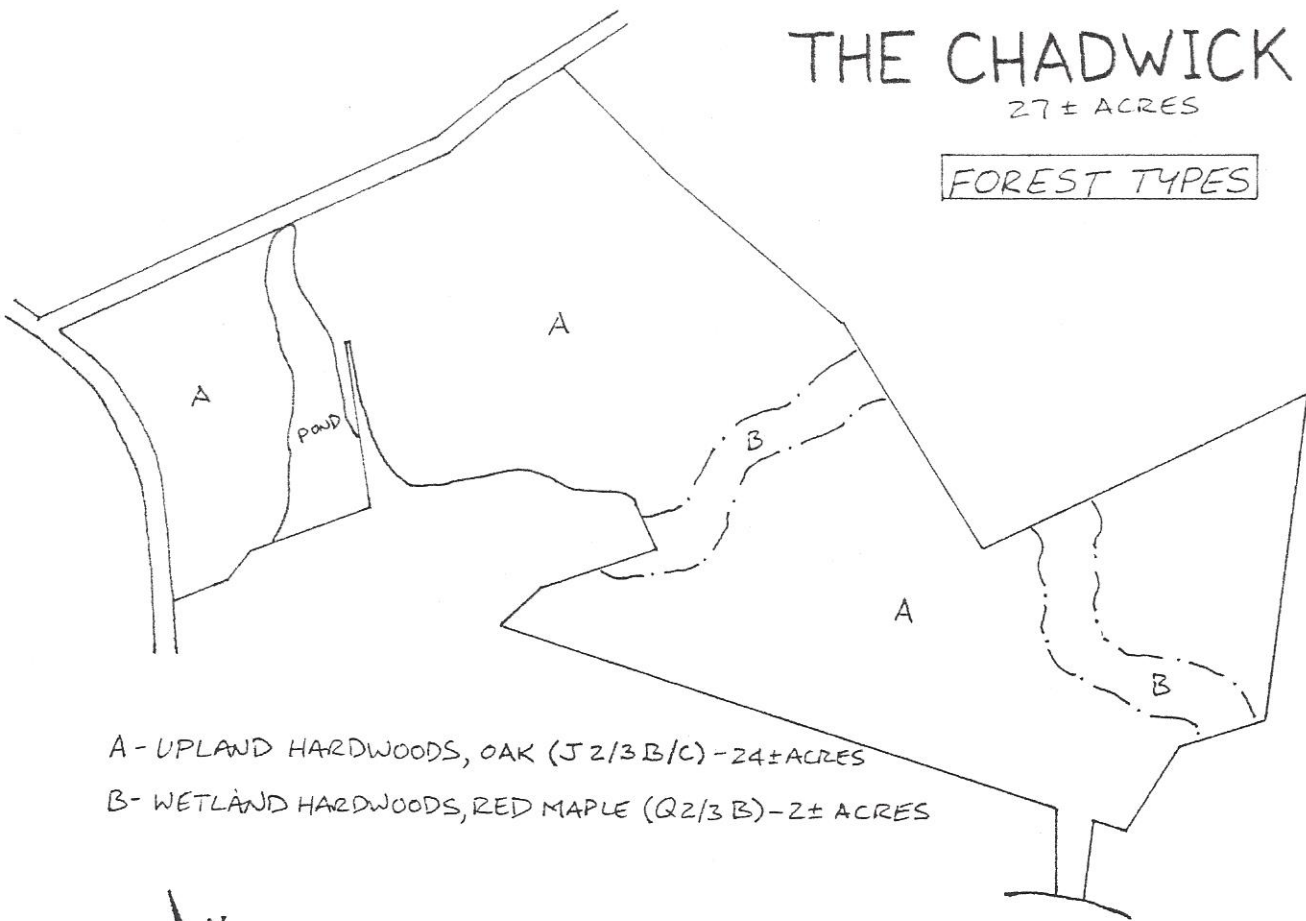 THE CHADWICK
27 ± ACRES
FOREST TYPES
A
A
POND
B
A
B
A - UPLAND HARDWOODS, OAK (J 2/3 B/C) - 24± ACRES
B - WETLAND HARDWOODS, RED MAPLE (Q2/3 B) - 2± ACRES